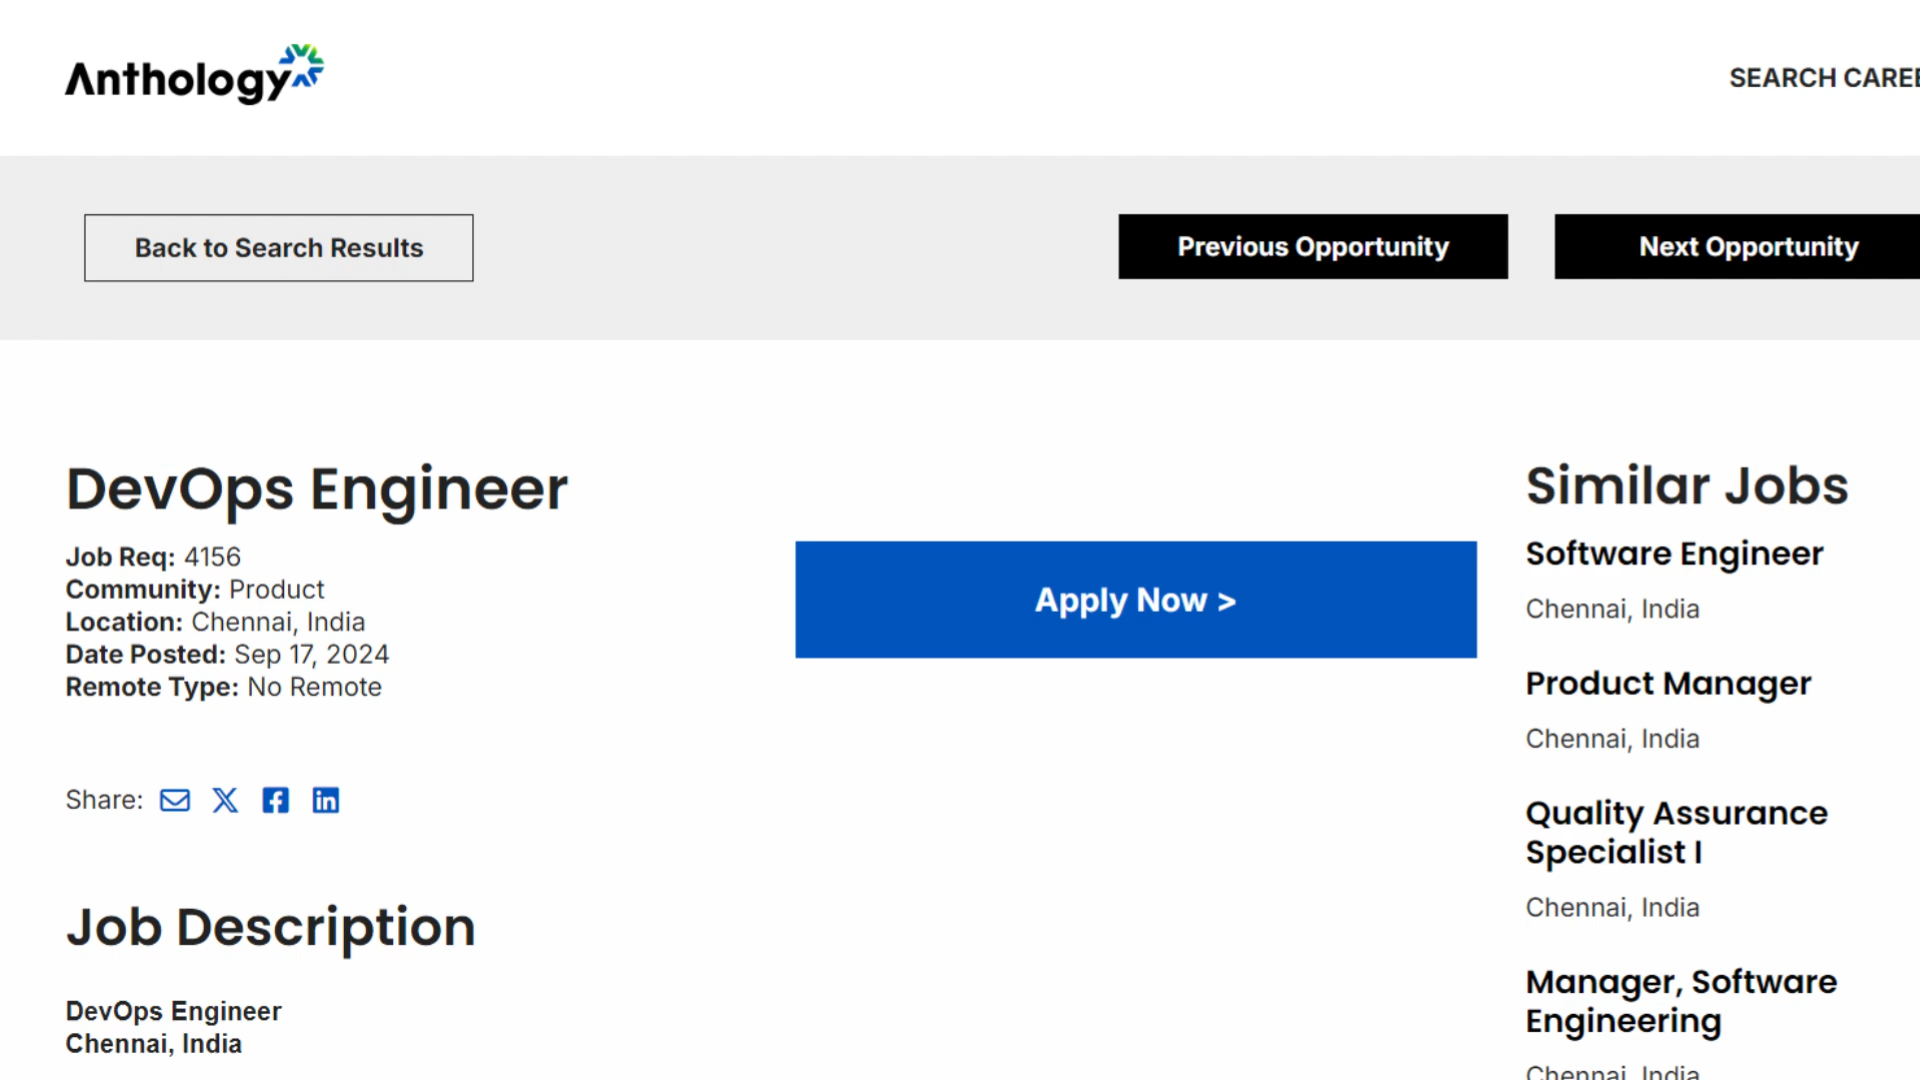 Anthology
SEARCH
Back to Search Results
Previous Opportunity
Next Opportunity
DevOps Engineer
Job Req: 4156
Community: Product
Location: Chennai, India
Date Posted: Sep 17, 2024
Remote Type: No Remote
Apply Now >
Share:
Job Description
DevOps Engineer
Chennai, India
Similar Jobs
Software Engineer
Chennai, India
Product Manager
Chennai, India
Quality Assurance
Specialist I
Chennai, India
Manager, Software
Engineering
Chennai, India